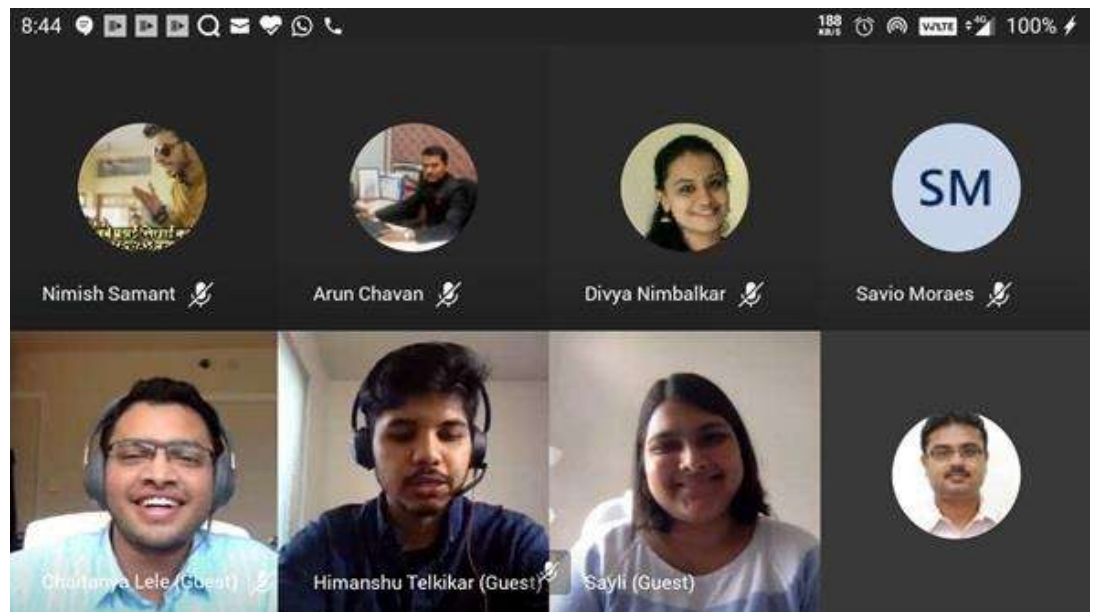 8:44 188 KB/S VoLTE 4G 100%
Nimish Samant Arun Chavan Divya Nimbalkar Savio Moraes
SM
Chaitanya Lele (Guest) Himanshu Telkikar (Guest) Sayli (Guest)